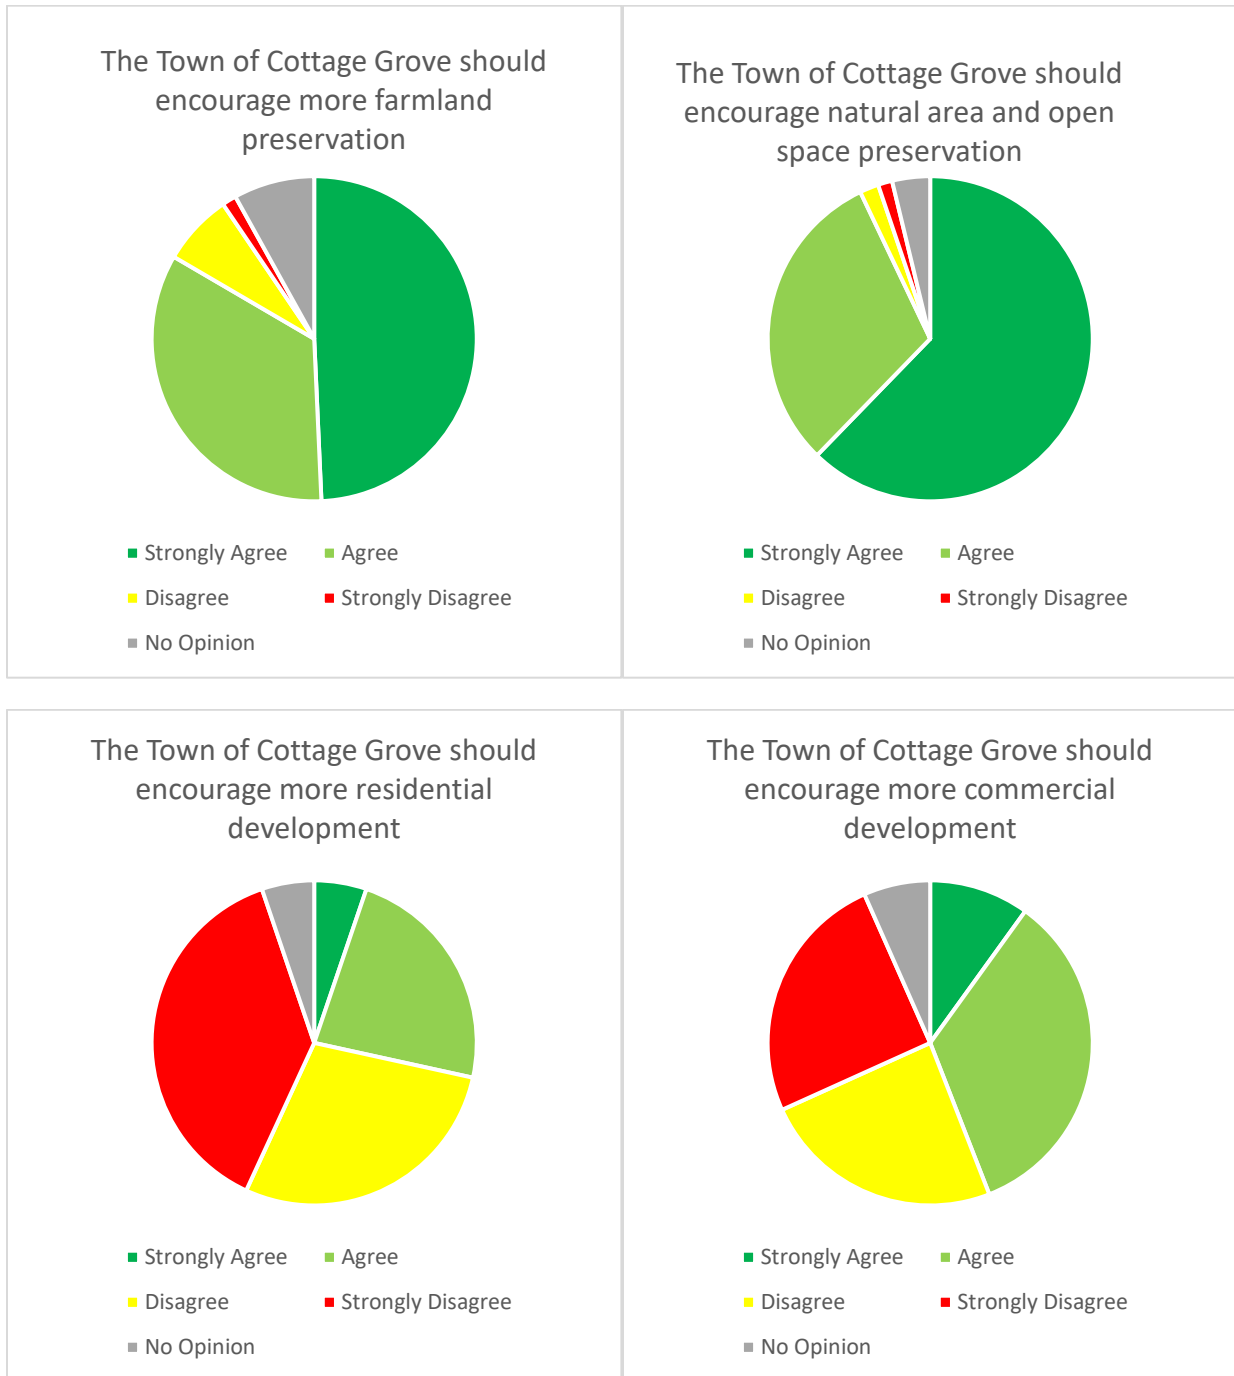 The Town of Cottage Grove should
encourage more farmland
preservation
Strongly Agree
Agree
Disagree
Strongly Disagree
No Opinion
The Town of Cottage Grove should
encourage natural area and open
space preservation
Strongly Agree
Agree
Disagree
Strongly Disagree
No Opinion
The Town of Cottage Grove should
encourage more residential
development
Strongly Agree
Agree
Disagree
Strongly Disagree
No Opinion
The Town of Cottage Grove should
encourage more commercial
development
Strongly Agree
Agree
Disagree
Strongly Disagree
No Opinion